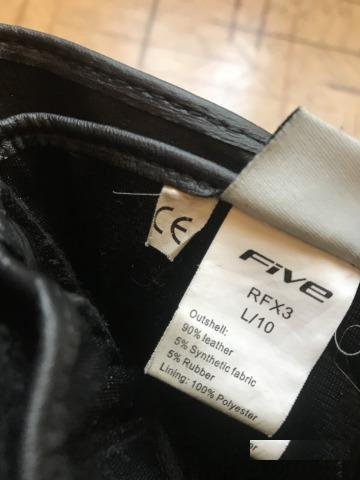 CE
FIVE
RFX3
L/10
Outshell:
90% leather
5% Synthetic fabric
5% Rubber
Lining: 100% Polyester